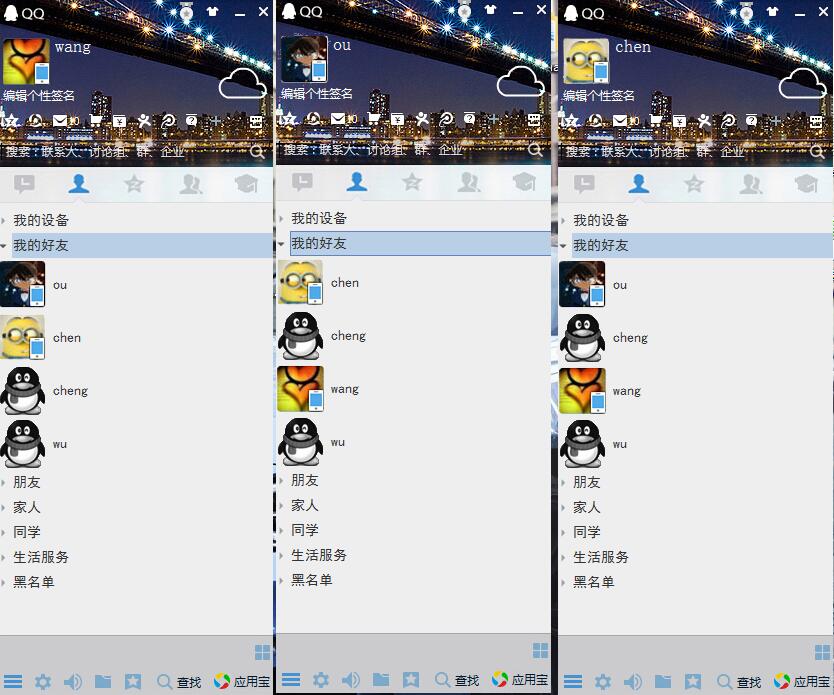 QQ
wang
编辑个性签名
10
搜索：联系人、讨论组、群、企业
我的设备
我的好友
ou
chen
cheng
wu
朋友
家人
同学
生活服务
黑名单
查找
应用宝
QQ
ou
编辑个性签名
10
搜索：联系人、讨论组、群、企业
我的设备
我的好友
chen
cheng
wang
wu
朋友
家人
同学
生活服务
黑名单
查找
应用宝
QQ
chen
编辑个性签名
10
搜索：联系人、讨论组、群、企业
我的设备
我的好友
ou
cheng
wang
wu
朋友
家人
同学
生活服务
黑名单
查找
应用宝